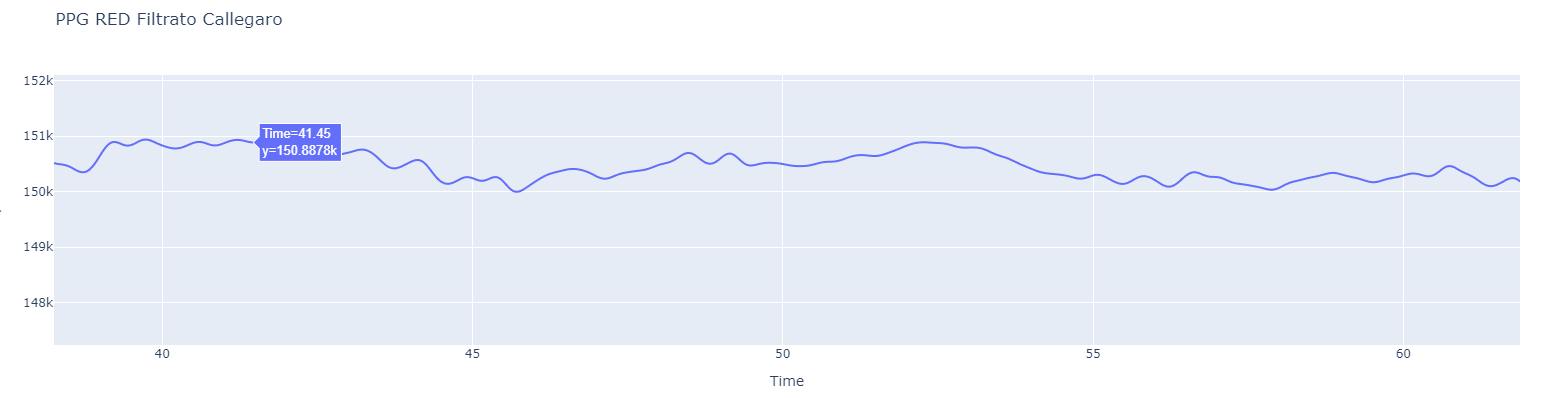 PPG RED Filtrato Callegaro
152k
151k
150k
149k
148k
Time=41.45
y=150.8878k
40 45 50 55 60
Time